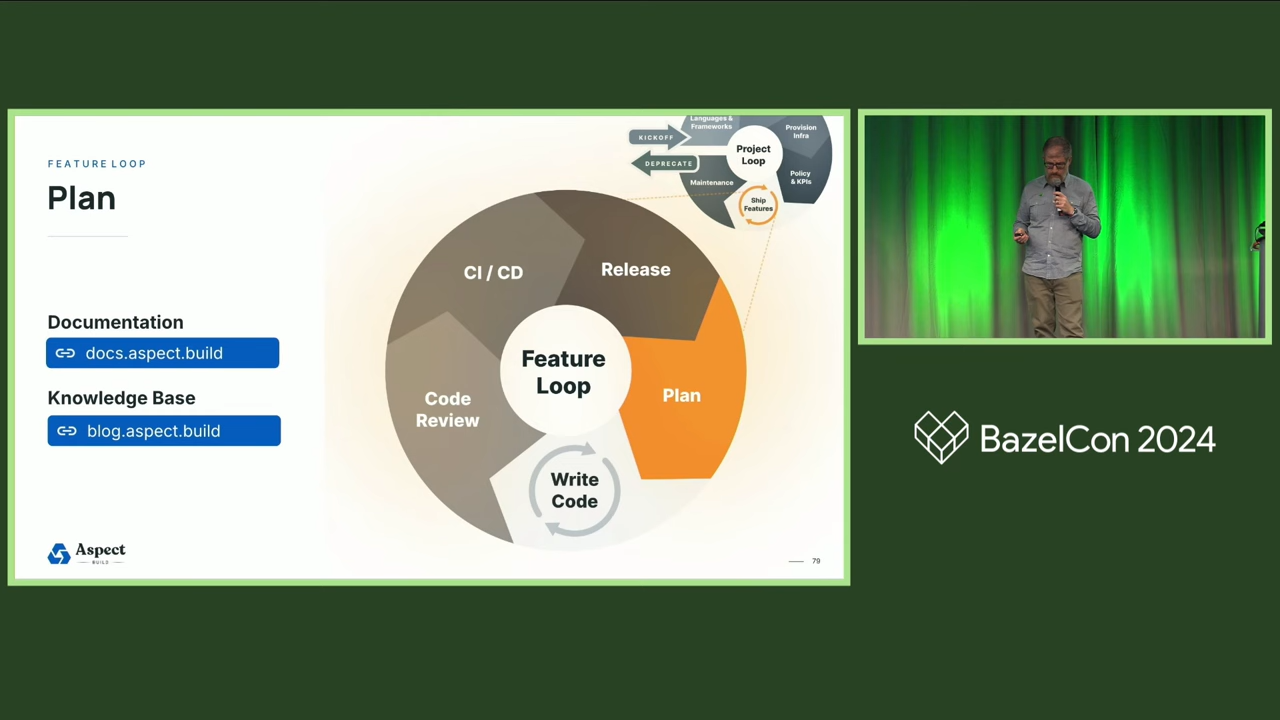 FEATURE LOOP
Plan
Documentation
docs.aspect.build
Knowledge Base
blog.aspect.build
Aspect
BUILD
CI / CD
Release
Feature
Loop
Plan
Code
Review
Write
Code
KICKOFF
DEPRECATE
Languages &
Frameworks
Provision
Infra
Project
Loop
Policy
& KPIs
Maintenance
Ship
Features
79
BazelCon 2024